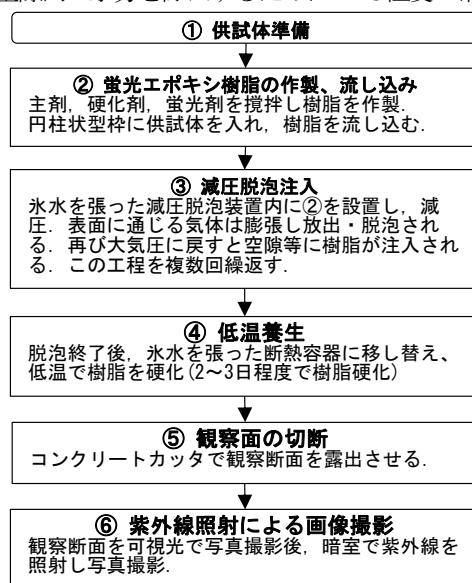 ① 供試体準備
② 蛍光エポキシ樹脂の作製、流し込み
主剤，硬化剤，蛍光剤を撹拌し樹脂を作製．
円柱状型枠に供試体を入れ，樹脂を流し込む．
③ 減圧脱泡注入
氷水を張った減圧脱泡装置内に②を設置し，減
圧．表面に通じる気体は膨張し放出・脱泡され
る．再び大気圧に戻すと空隙等に樹脂が注入され
る．この工程を複数回繰返す．
④ 低温養生
脱泡終了後，氷水を張った断熱容器に移し替え、
低温で樹脂を硬化(2～3日程度で樹脂硬化)
⑤ 観察面の切断
コンクリートカッタで観察断面を露出させる．
⑥ 紫外線照射による画像撮影
観察断面を可視光で写真撮影後，暗室で紫外線を
照射し写真撮影．